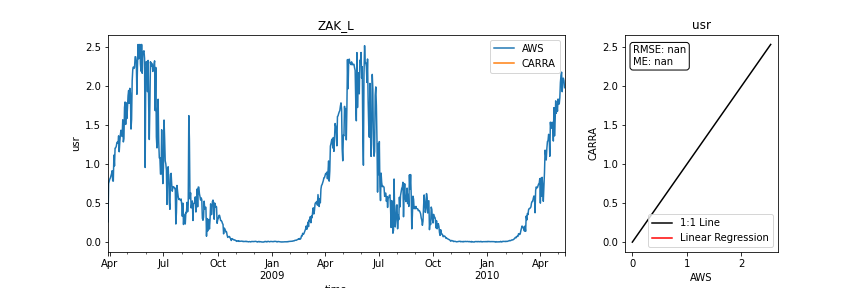 ZAK_L
usr
2.5
2.0
1.5
1.0
0.5
0.0
usr
AWS
CARRA
Apr
Jul
Oct
Jan
2009
Apr
Jul
Oct
Jan
2010
Apr
time
usr
RMSE: nan
ME: nan
2.5
2.0
1.5
1.0
0.5
0.0
CARRA
1:1 Line
Linear Regression
0
1
2
AWS